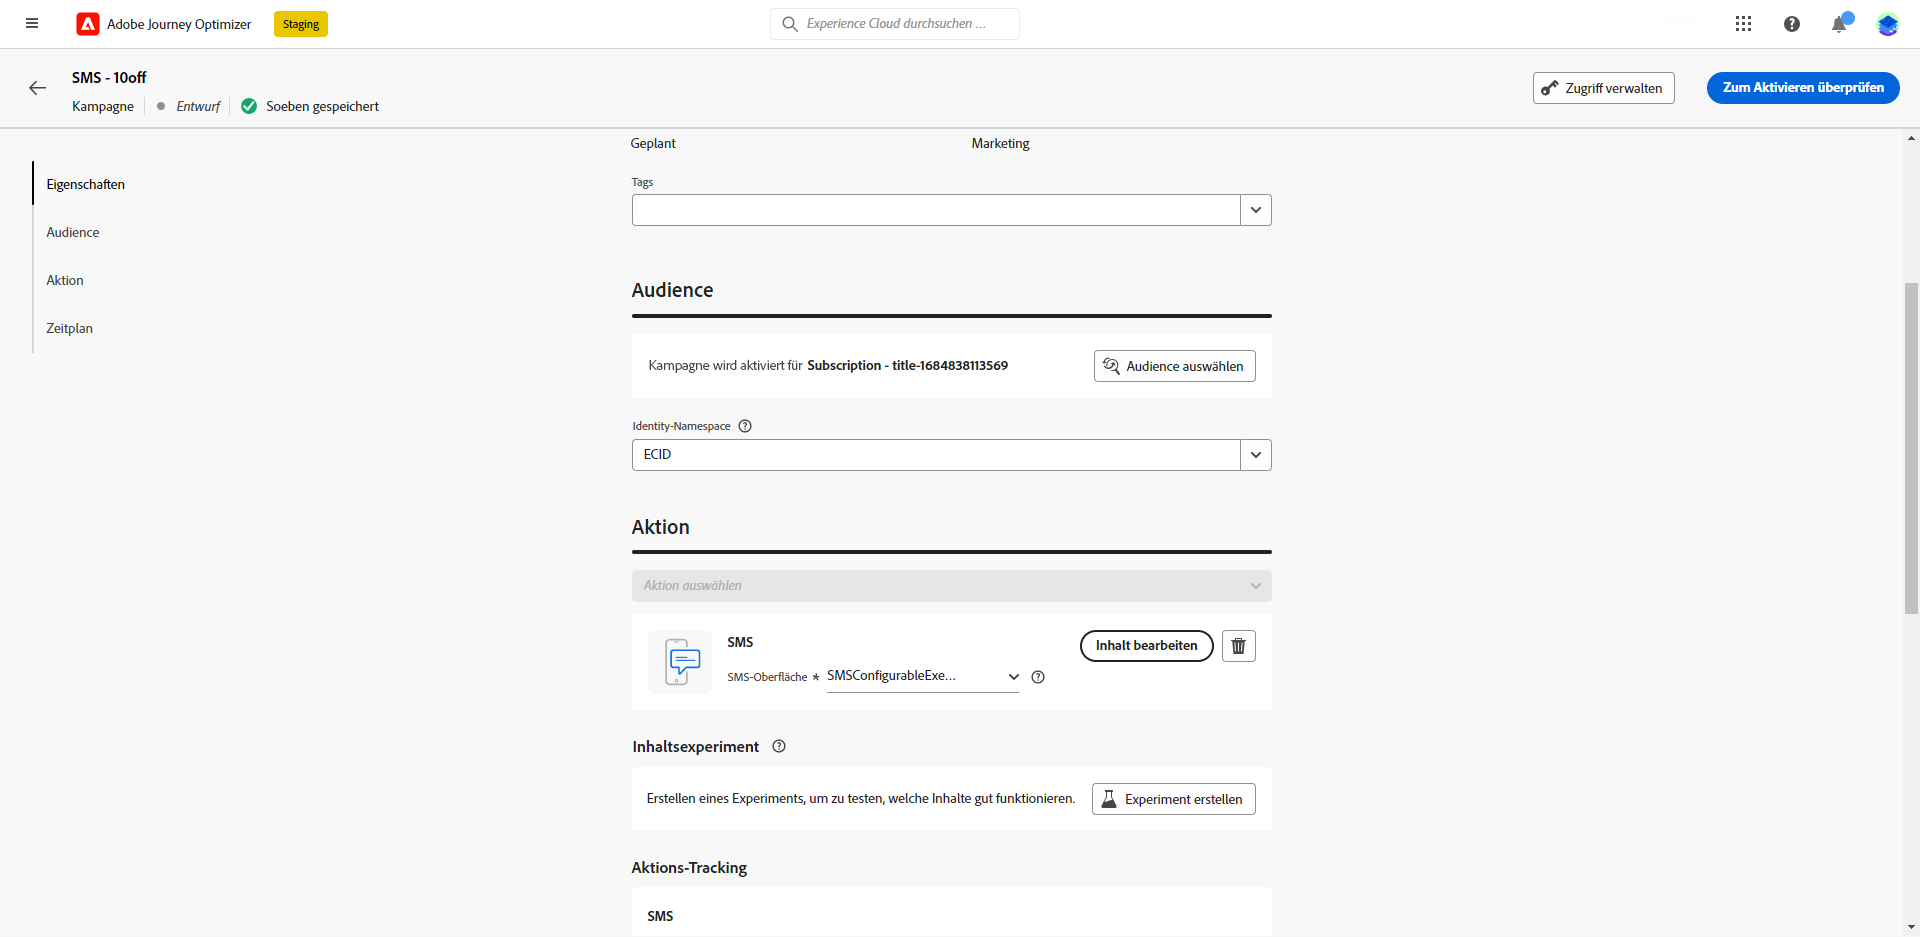 Adobe Journey Optimizer
Staging
Experience Cloud durchsuchen ...
SMS - 10off
Kampagne
Entwurf
Soeben gespeichert
Zugriff verwalten
Zum Aktivieren überprüfen
Eigenschaften
Audience
Aktion
Zeitplan
Geplant
Marketing
Tags
Audience
Kampagne wird aktiviert für Subscription - title-1684838113569
Audience auswählen
Identity-Namespace
ECID
Aktion
Aktion auswählen
SMS
Inhalt bearbeiten
SMS-Oberfläche * SMSConfigurableExe...
Inhaltsexperiment
Erstellen eines Experiments, um zu testen, welche Inhalte gut funktionieren.
Experiment erstellen
Aktions-Tracking
SMS